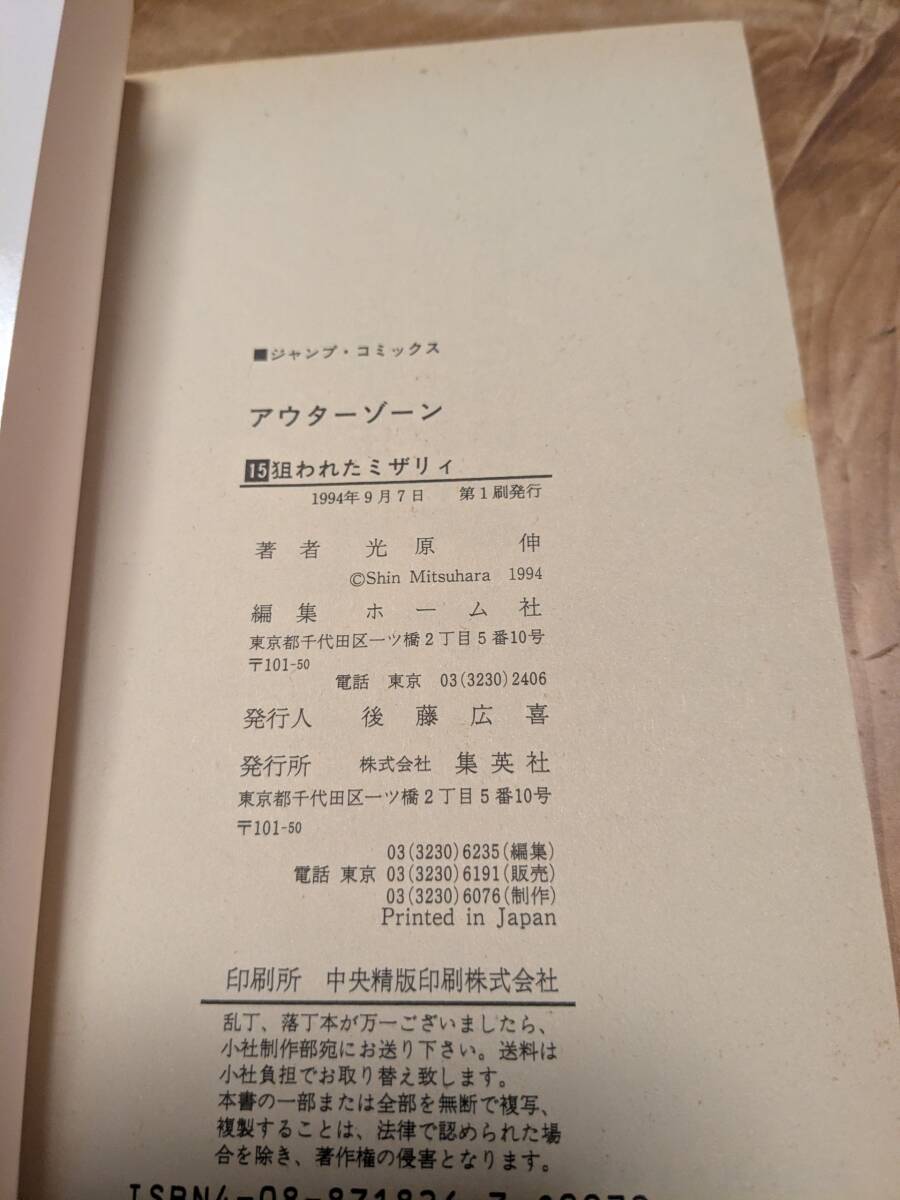 ■ジャンプ・コミックス
アウターゾーン
15狙われたミザリィ
1994年9月7日 第1刷発行
著者 光原 伸
©Shin Mitsuhara 1994
編集 ホーム社
東京都千代田区一ツ橋2丁目5番10号
〒101-50
電話 東京 03(3230)2406
発行人 後藤広喜
発行所 株式会社 集英社
東京都千代田区一ツ橋2丁目5番10号
〒101-50
03(3230)6235(編集)
電話 東京 03(3230)6191(販売)
03(3230)6076(制作)
Printed in Japan
印刷所 中央精版印刷株式会社
乱丁、落丁本が万一ございましたら、
小社制作部宛にお送り下さい。送料は
小社負担でお取り替え致します。
本書の一部または全部を無断で複写、
複製することは、法律で認められた場
合を除き、著作権の侵害となります。
ISBN4-08-871826-7